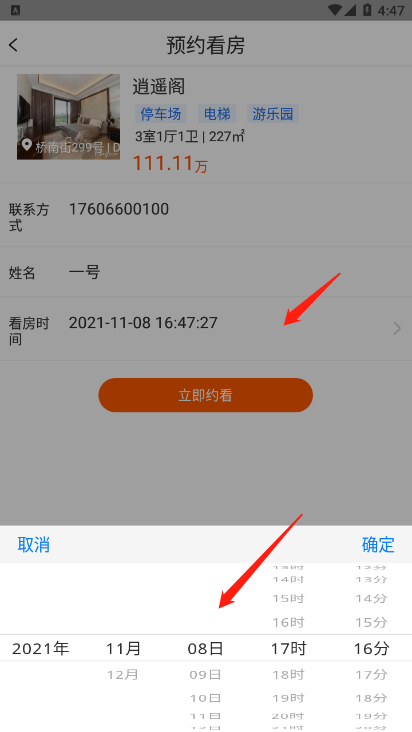 4:47
预约看房
逍遥阁
停车场 电梯 游乐园
3室1厅1卫 | 227㎡
桥南街299号 | D
111.11万
联系方式 17606600100
姓名 一号
看房时间 2021-11-08 16:47:27
立即约看
取消 确定
14时 13分
15时 14分
16时 15分
2021年 11月 08日 17时 16分
12月 09日 18时 17分
10日 19时 18分
11日 20时 19分